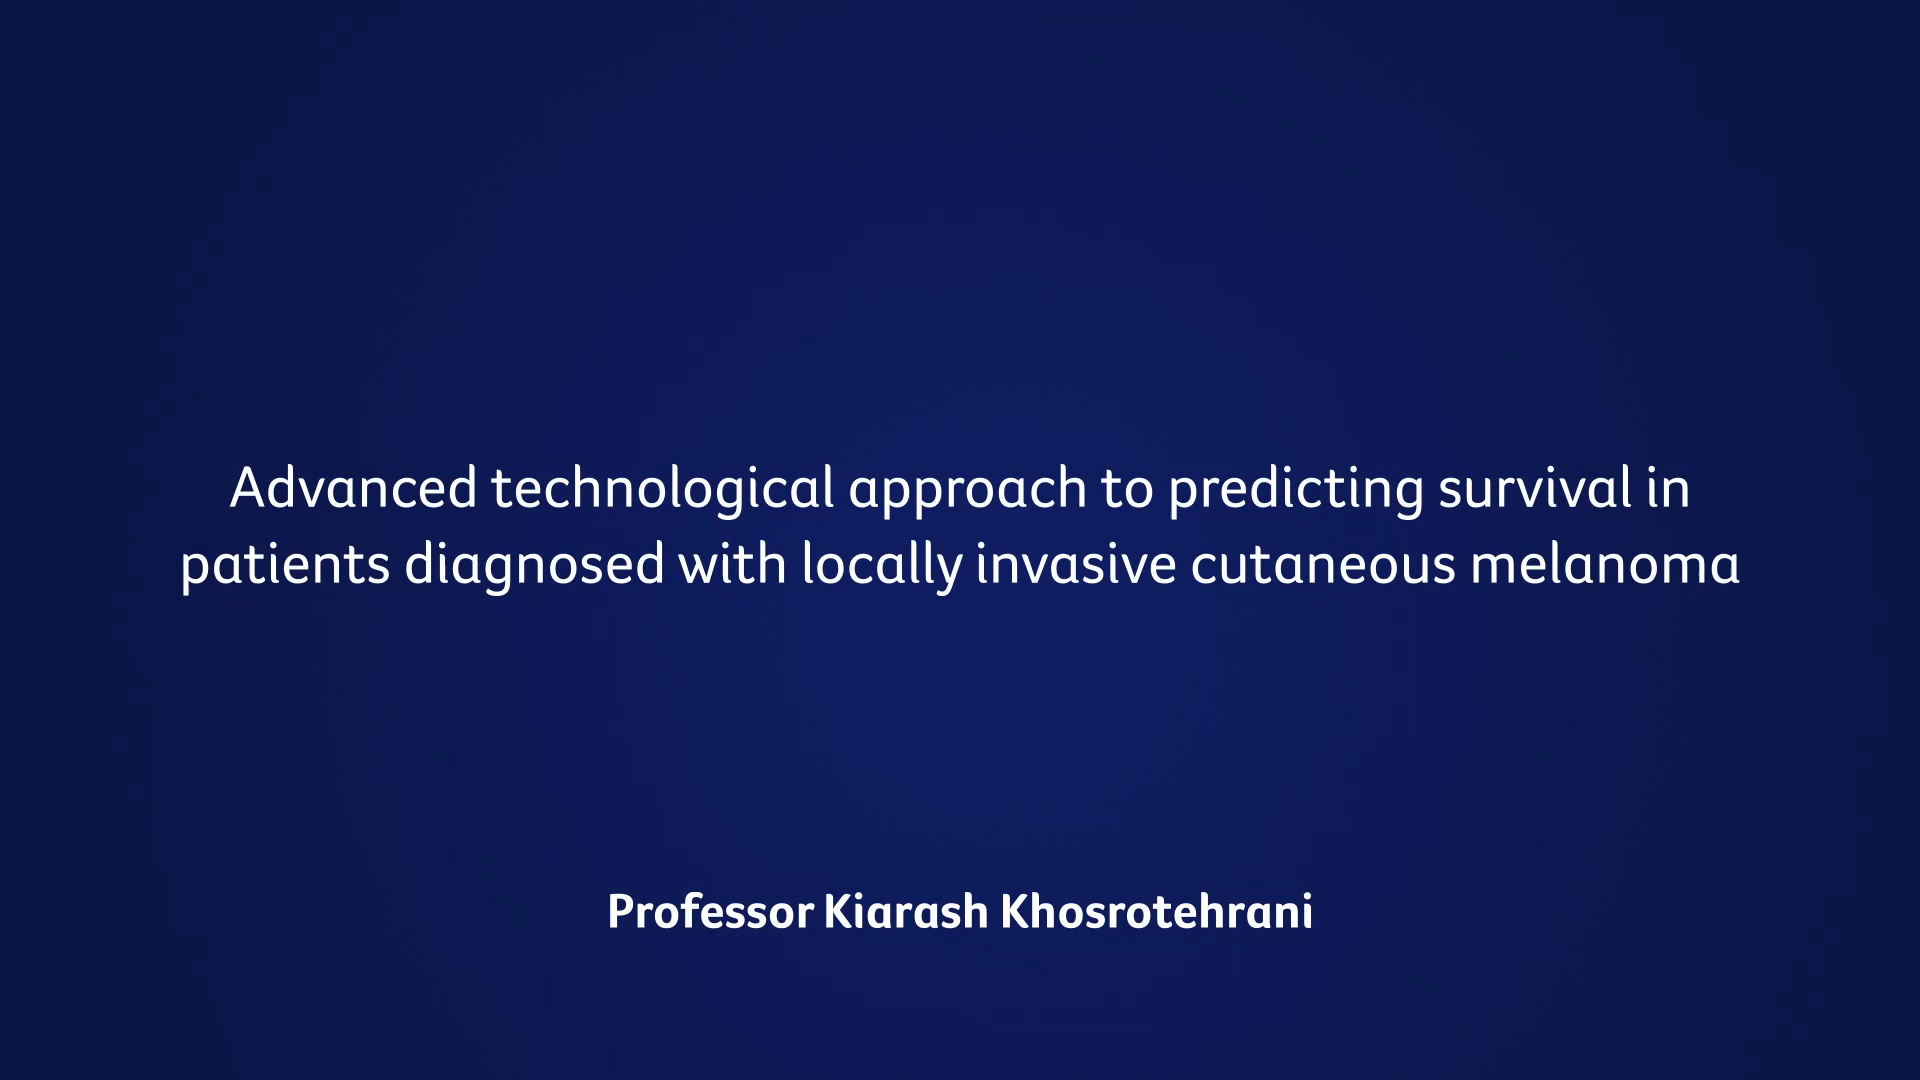 Advanced technological approach to predicting survival in
patients diagnosed with locally invasive cutaneous melanoma
Professor Kiarash Khosrotehrani